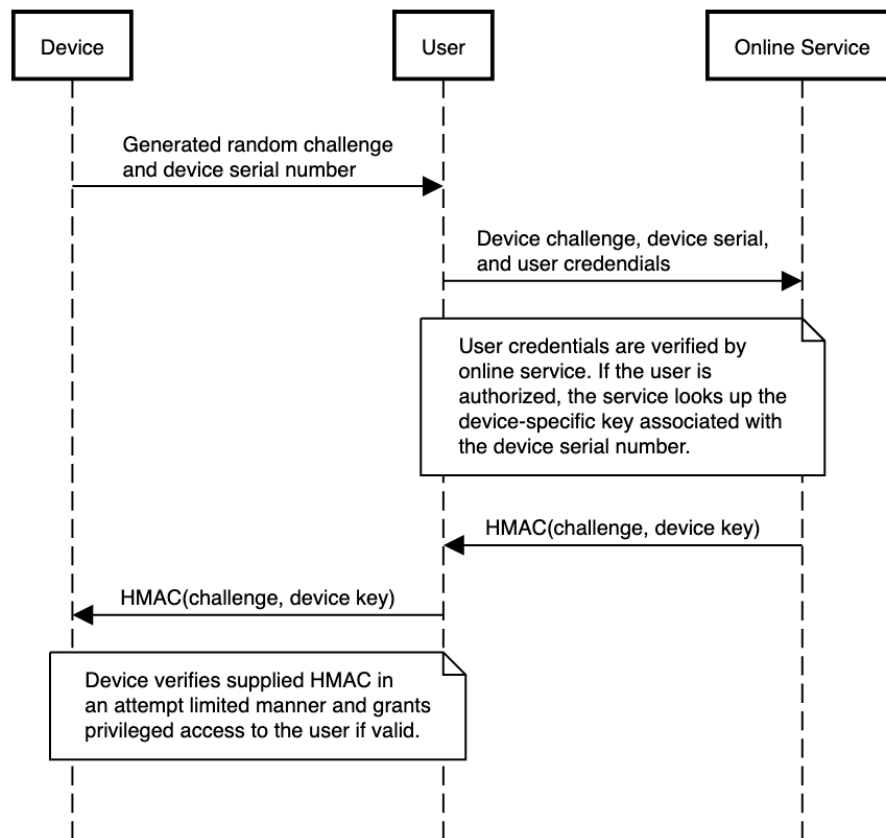 Device
User
Online Service
Generated random challenge
and device serial number
Device challenge, device serial,
and user credendials
User credentials are verified by
online service. If the user is
authorized, the service looks up the
device-specific key associated with
the device serial number.
HMAC(challenge, device key)
HMAC(challenge, device key)
Device verifies supplied HMAC in
an attempt limited manner and grants
privileged access to the user if valid.